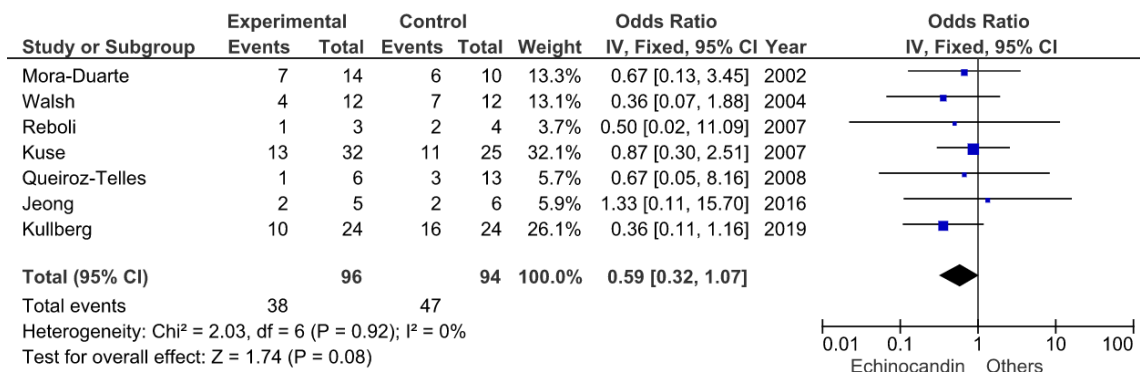 Experimental Control Odds Ratio Odds Ratio
Study or Subgroup Events Total Events Total Weight IV, Fixed, 95% CI Year IV, Fixed, 95% CI
Mora-Duarte 7 14 6 10 13.3% 0.67 [0.13, 3.45] 2002
Walsh 4 12 7 12 13.1% 0.36 [0.07, 1.88] 2004
Reboli 1 3 2 4 3.7% 0.50 [0.02, 11.09] 2007
Kuse 13 32 11 25 32.1% 0.87 [0.30, 2.51] 2007
Queiroz-Telles 1 6 3 13 5.7% 0.67 [0.05, 8.16] 2008
Jeong 2 5 2 6 5.9% 1.33 [0.11, 15.70] 2016
Kullberg 10 24 16 24 26.1% 0.36 [0.11, 1.16] 2019
Total (95% CI) 96 94 100.0% 0.59 [0.32, 1.07]
Total events 38 47
Heterogeneity: Chi² = 2.03, df = 6 (P = 0.92); I² = 0%
Test for overall effect: Z = 1.74 (P = 0.08)
0.01 0.1 1 10 100
Echinocandin Others